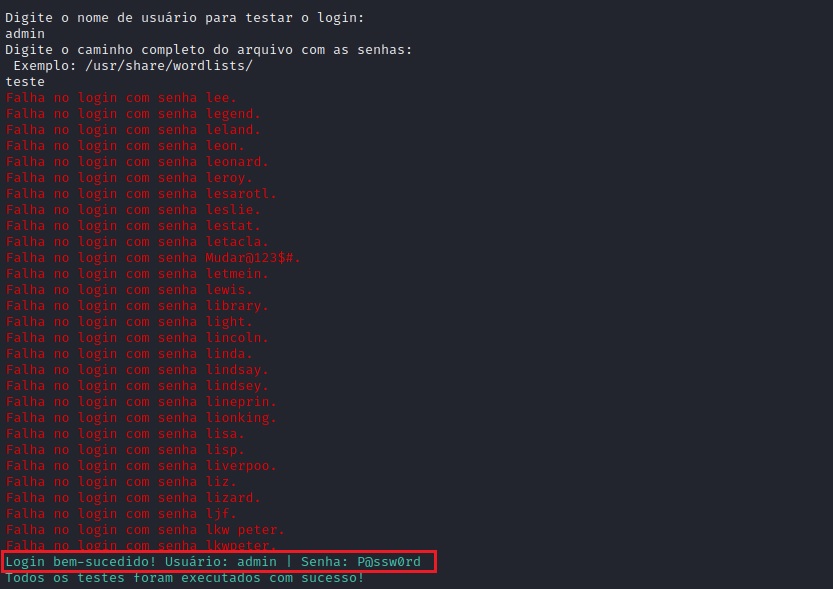 Digite o nome de usuário para testar o login:
admin
Digite o caminho completo do arquivo com as senhas:
 Exemplo: /usr/share/wordlists/
teste
Falha no login com senha lee.
Falha no login com senha legend.
Falha no login com senha leland.
Falha no login com senha leon.
Falha no login com senha leonard.
Falha no login com senha leroy.
Falha no login com senha lesarotl.
Falha no login com senha leslie.
Falha no login com senha lestat.
Falha no login com senha letacla.
Falha no login com senha Mudar@123$#.
Falha no login com senha letmein.
Falha no login com senha lewis.
Falha no login com senha library.
Falha no login com senha light.
Falha no login com senha lincoln.
Falha no login com senha linda.
Falha no login com senha lindsay.
Falha no login com senha lindsey.
Falha no login com senha lineprin.
Falha no login com senha lionking.
Falha no login com senha lisa.
Falha no login com senha lisp.
Falha no login com senha liverpoo.
Falha no login com senha liz.
Falha no login com senha lizard.
Falha no login com senha ljf.
Falha no login com senha lkw peter.
Falha no login com senha lkwpeter.
Login bem-sucedido! Usuário: admin | Senha: P@ssw0rd
Todos os testes foram executados com sucesso!